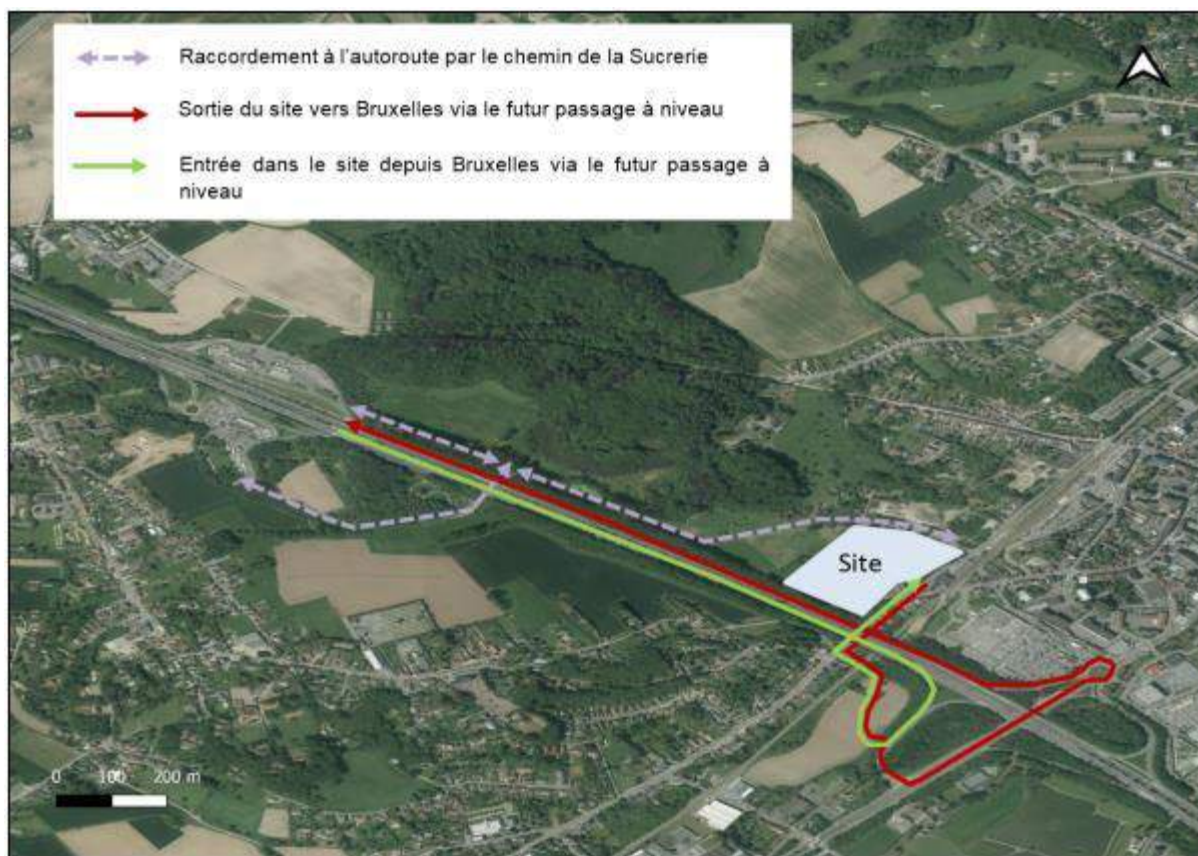 Raccordement à l'autoroute par le chemin de la Sucrerie
Sortie du site vers Bruxelles via le futur passage à niveau
Entrée dans le site depuis Bruxelles via le futur passage à
niveau
Site
0 100 200 m